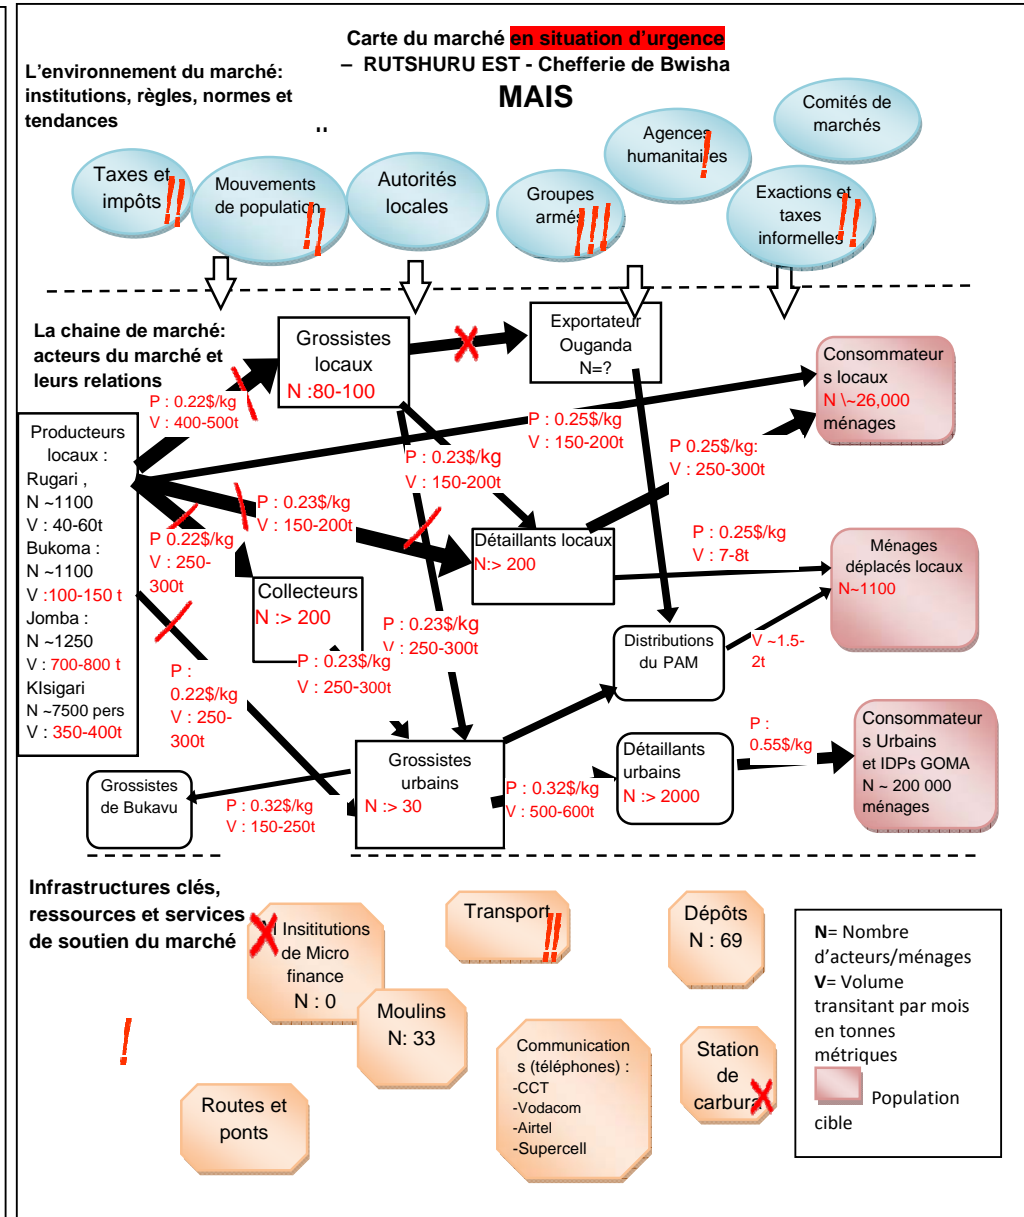 Carte du marché en situation d'urgence
– RUTSHURU EST - Chefferie de Bwisha
MAIS
L'environnement du marché:
institutions, règles, normes et
tendances
Taxes et
impôts
Mouvements
de population
Autorités
locales
Groupes
armés
Agences
humanitaires
Comités de
marchés
Exactions et
taxes
informelles
La chaine de marché:
acteurs du marché et
leurs relations
Grossistes
locaux
N :80-100
Exportateur
Ouganda
N=?
Consommateur
s locaux
N \~26,000
ménages
P : 0.22$/kg
V : 400-500t
P : 0.25$/kg
V : 150-200t
Producteurs
locaux :
Rugari ,
N ~1100
V : 40-60t
Bukoma :
N ~1100
V :100-150 t
Jomba :
N ~1250
V : 700-800 t
KIsigari
N ~7500 pers
V : 350-400t
P : 0.23$/kg
V : 150-200t
P 0.25$/kg:
V : 250-300t
P : 0.23$/kg
V : 150-200t
P 0.22$/kg
V : 250-
300t
Détaillants locaux
N:> 200
P : 0.25$/kg
V : 7-8t
Ménages
déplacés locaux
N~1100
Collecteurs
N :> 200
P : 0.23$/kg
V : 250-300t
P : 0.23$/kg
V : 250-300t
Distributions
du PAM
V ~1.5-
2t
P :
0.22$/kg
V : 250-
300t
Grossistes
de Bukavu
P : 0.32$/kg
V : 150-250t
Grossistes
urbains
N :> 30
P : 0.32$/kg
V : 500-600t
Détaillants
urbains
N :> 2000
P :
0.55$/kg
Consommateur
s Urbains
et IDPs GOMA
N ~ 200 000
ménages
Infrastructures clés,
ressources et services
de soutien du marché
Insititutions
de Micro
finance
N : 0
Moulins
N: 33
Transport
Dépôts
N : 69
Routes et
ponts
Communication
s (téléphones) :
-CCT
-Vodacom
-Airtel
-Supercell
Station
de
carbura
N= Nombre
d'acteurs/ménages
V= Volume
transitant par mois
en tonnes
métriques
Population
cible